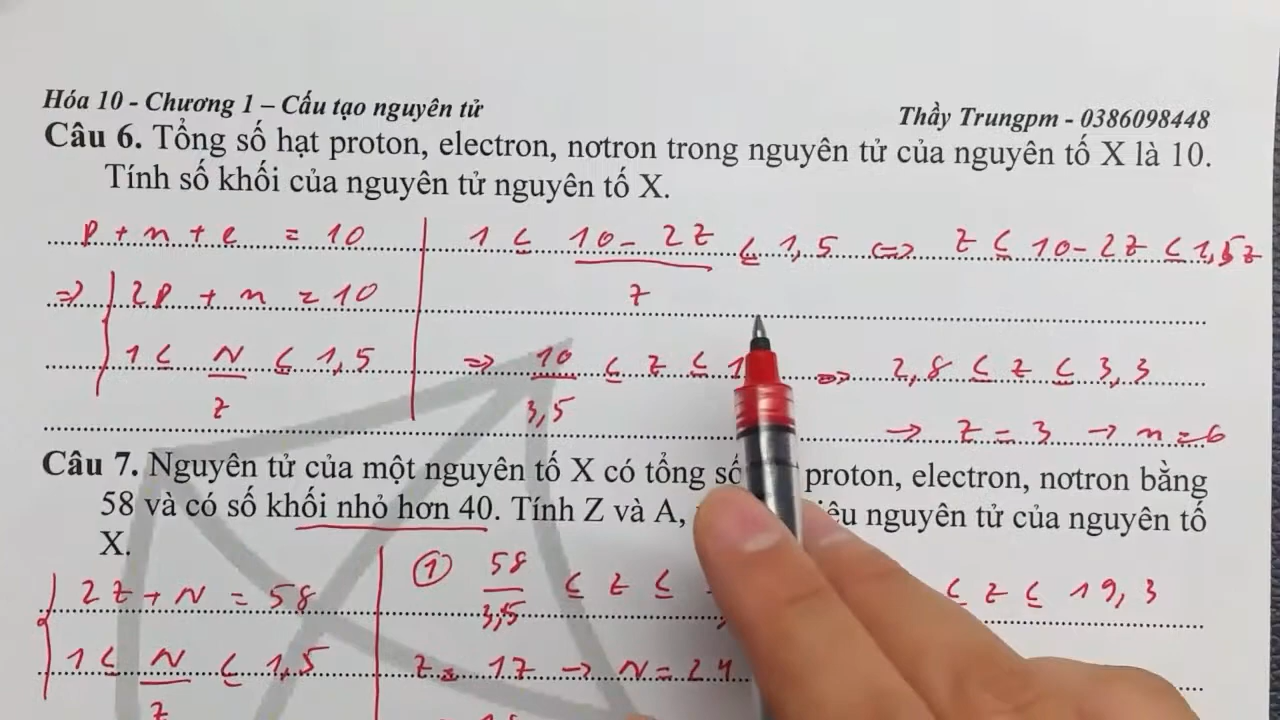 Hóa 10 - Chương 1 – Cấu tạo nguyên tử
Thầy Trungpm - 0386098448
Câu 6. Tổng số hạt proton, electron, nơtron trong nguyên tử của nguyên tố X là 10.
Tính số khối của nguyên tử nguyên tố X.
p + n + e = 10
=> 2p + n = 10
1 ≤ N/Z ≤ 1,5
1 ≤ (10 - 2Z)/Z ≤ 1,5 <=> Z ≤ 10 - 2Z ≤ 1,5Z
=> 10/3,5 ≤ Z ≤ => 2,8 ≤ Z ≤ 3,3
→ Z = 3 → n = 6
Câu 7. Nguyên tử của một nguyên tố X có tổng số proton, electron, nơtron bằng
58 và có số khối nhỏ hơn 40. Tính Z và A, nguyên tử của nguyên tố
X.
2Z + N = 58
1 ≤ N/Z ≤ 1,5
① 58/3,5 ≤ Z ≤ ≤ Z ≤ 19,3
Z = 17 → N = 24